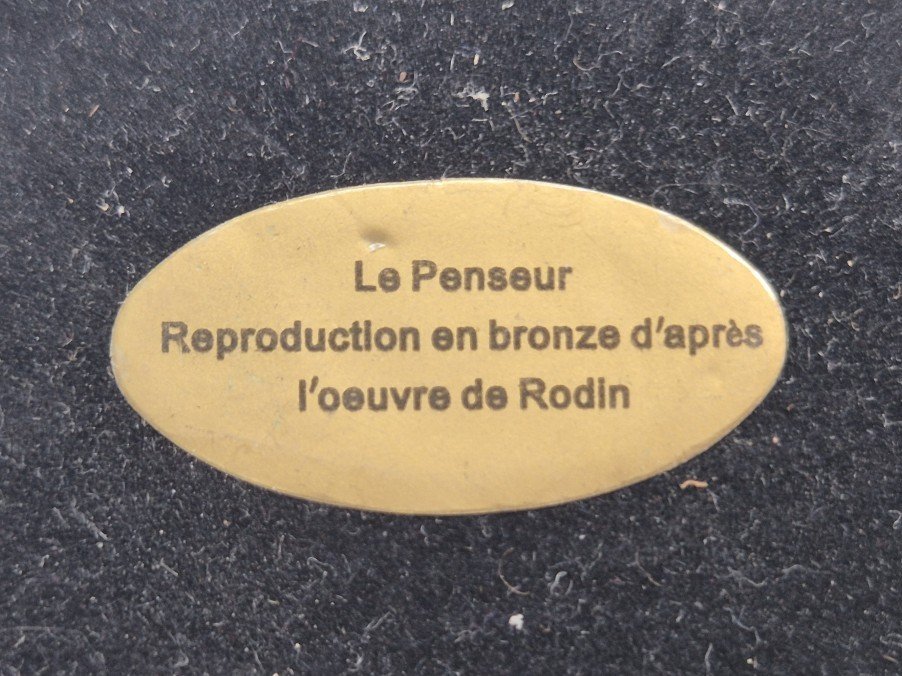 Le Penseur
Reproduction en bronze d'après
l'oeuvre de Rodin